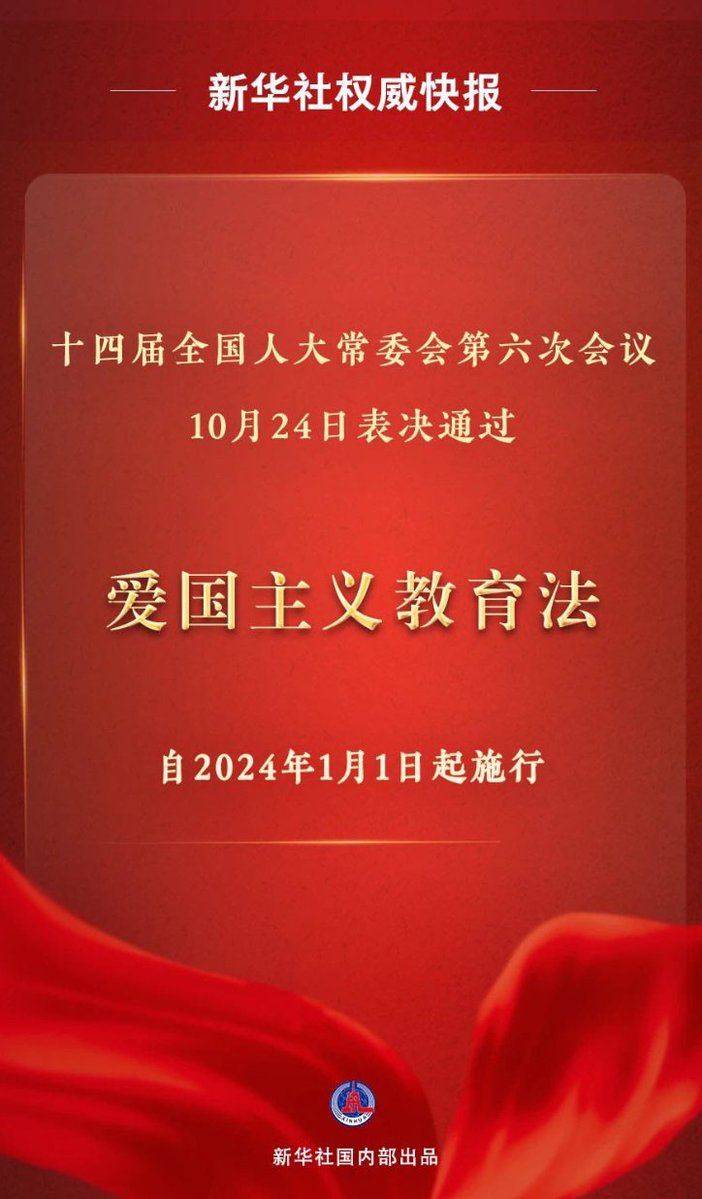 新华社权威快报
十四届全国人大常委会第六次会议
10月24日表决通过
爱国主义教育法
自2024年1月1日起施行
XINHUA
新华社国内部出品